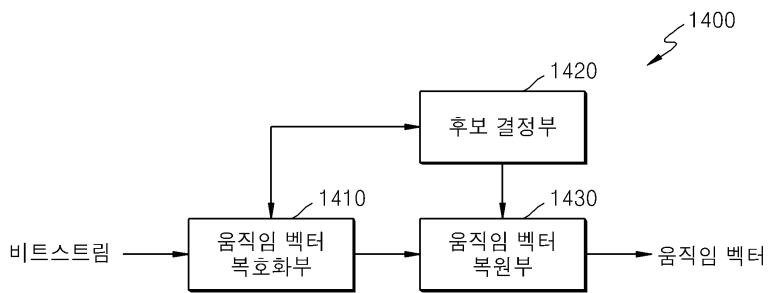 1400
1420
후보 결정부
1410
1430
비트스트림
움직임 벡터
복호화부
움직임 벡터
복원부
움직임 벡터